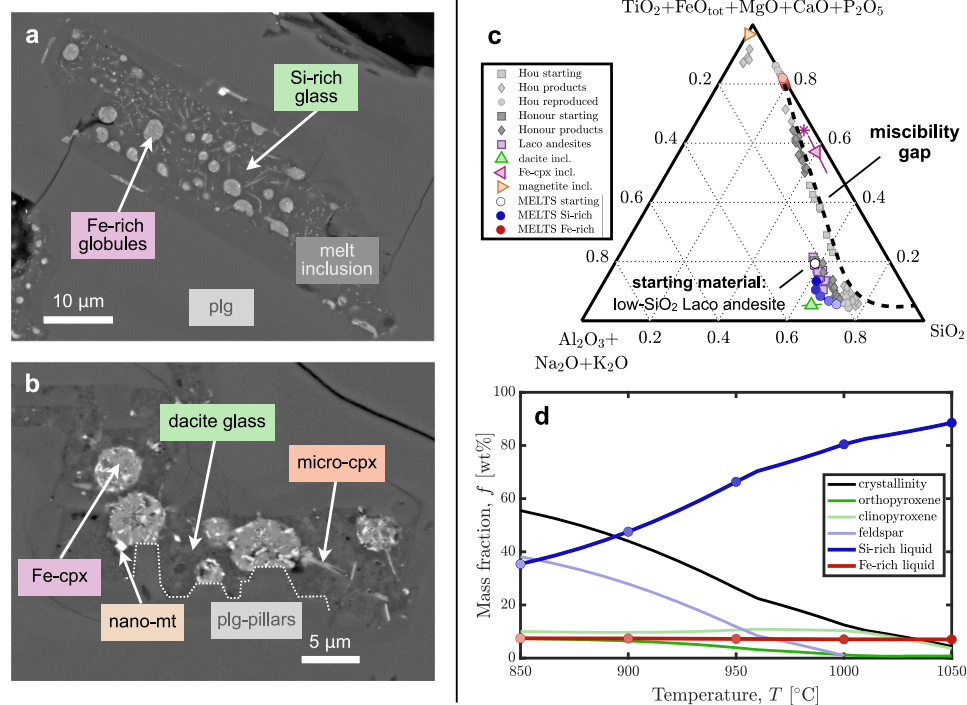 a
Si-rich
glass
Fe-rich
globules
melt
inclusion
10 µm
plg
b
dacite glass
micro-cpx
Fe-cpx
nano-mt
plg-pillars
5 µm
TiO₂+FeOₜₒₜ+MgO+CaO+P₂O₅
c
Hou starting
Hou products
Hou reproduced
Honour starting
Honour products
Laco andesites
dacite incl.
Fe-cpx incl.
magnetite incl.
MELTS starting
MELTS Si-rich
MELTS Fe-rich
0.2
0.8
0.4
0.6
miscibility
gap
0.6
0.4
0.8
0.2
starting material:
low-SiO₂ Laco andesite
Al₂O₃+
Na₂O+K₂O
0.2
0.4
0.6
0.8
SiO₂
d
100
80
60
40
20
0
Mass fraction, f [wt%]
crystallinity
orthopyroxene
clinopyroxene
feldspar
Si-rich liquid
Fe-rich liquid
850
900
950
1000
1050
Temperature, T [°C]